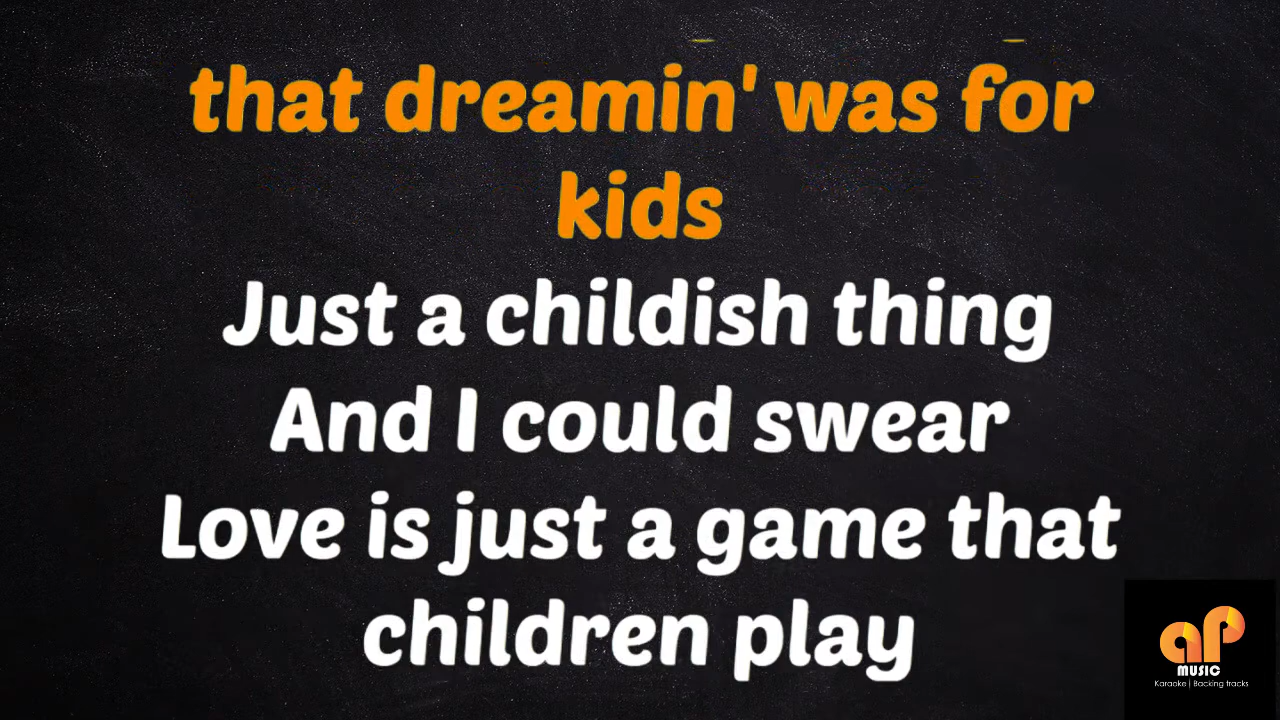 that dreamin' was for
kids
Just a childish thing
And I could swear
Love is just a game that
children play
aP
MUSIC
Karaoke | Backing tracks